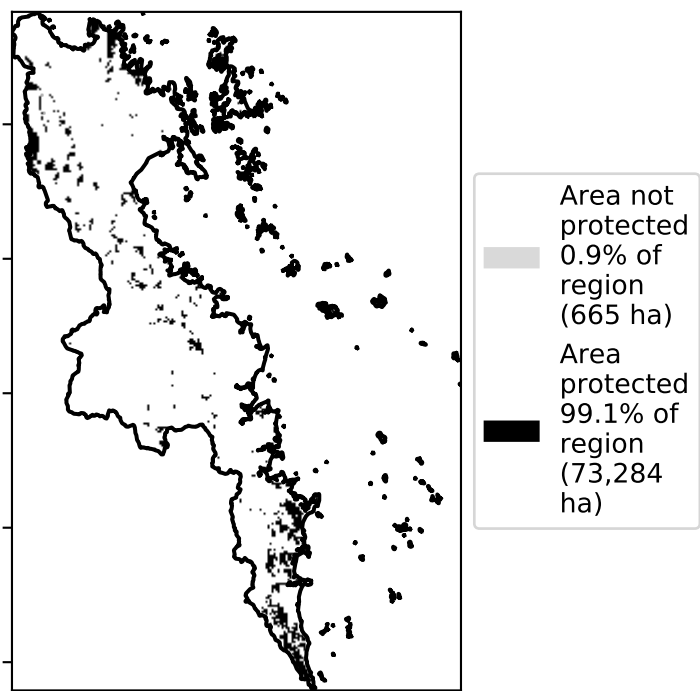 Area not
protected
0.9% of
region
(665 ha)
Area
protected
99.1% of
region
(73,284
ha)